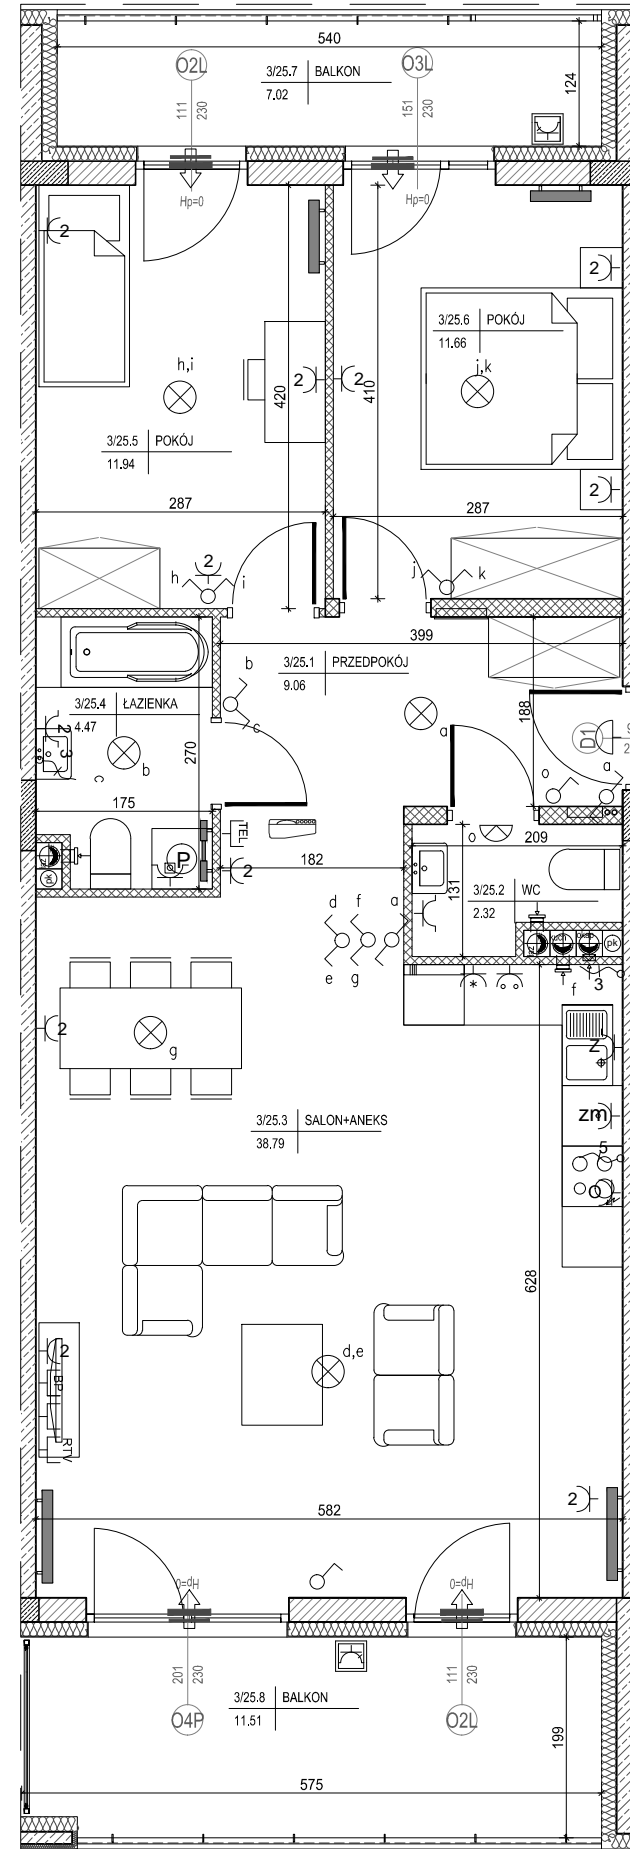 540
124
O2L
111
230
3/25.7 BALKON
7.02
O3L
151
230
Hp=0
Hp=0
2
2
3/25.6 POKÓJ
11.66
h,i
j,k
2
2
420
410
3/25.5 POKÓJ
11.94
2
287
287
2
h
i
j
k
399
b
3/25.1 PRZEDPOKÓJ
9.06
188
3/25.4 ŁAZIENKA
4.47
c
a
D1
2
3
270
c
b
o
a
175
TEL
o
209
P
2
182
131
3/25.2 WC
2.32
pk
d
f
a
e
g
pk
*
f
3
2
g
z
zm
3/25.3 SALON+ANEKS
38,79
5
628
d,e
2
BP
RTV
2
582
Hp=0
Hp=0
201
230
111
230
O4P
3/25.8 BALKON
11.51
O2L
199
575